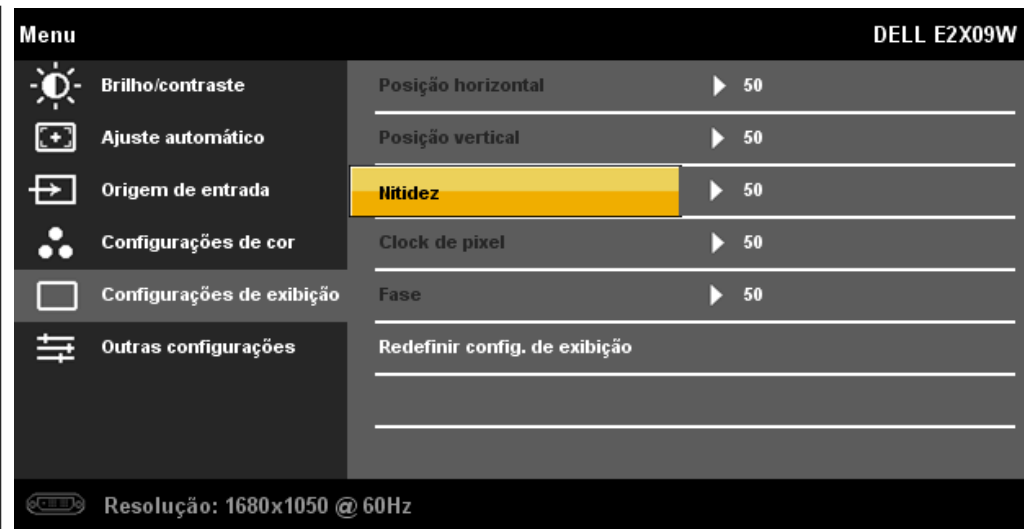 Menu DELL E2X09W
Brilho/contraste Posição horizontal 50
Ajuste automático Posição vertical 50
Origem de entrada Nitidez 50
Configurações de cor Clock de pixel 50
Configurações de exibição Fase 50
Outras configurações Redefinir config. de exibição
Resolução: 1680x1050 @ 60Hz